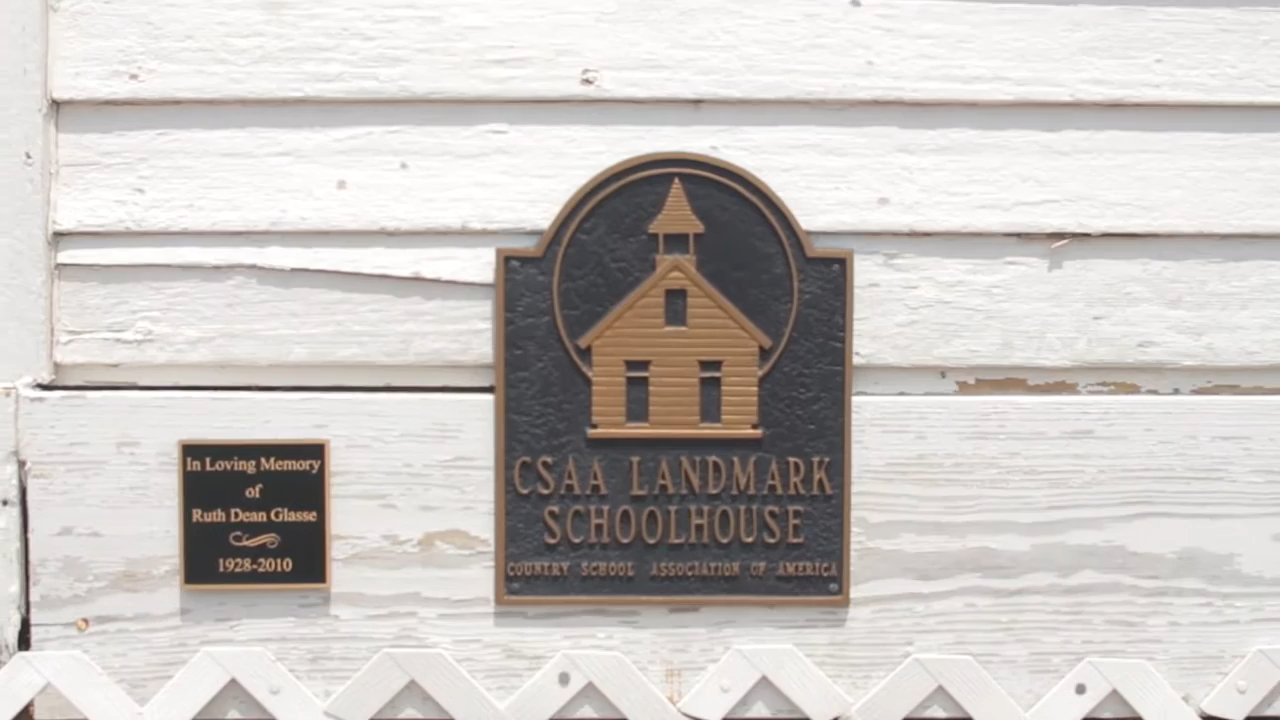 In Loving Memory
of
Ruth Dean Glasse
1928-2010
CSAA LANDMARK
SCHOOLHOUSE
COUNTRY SCHOOL ASSOCIATION OF AMERICA